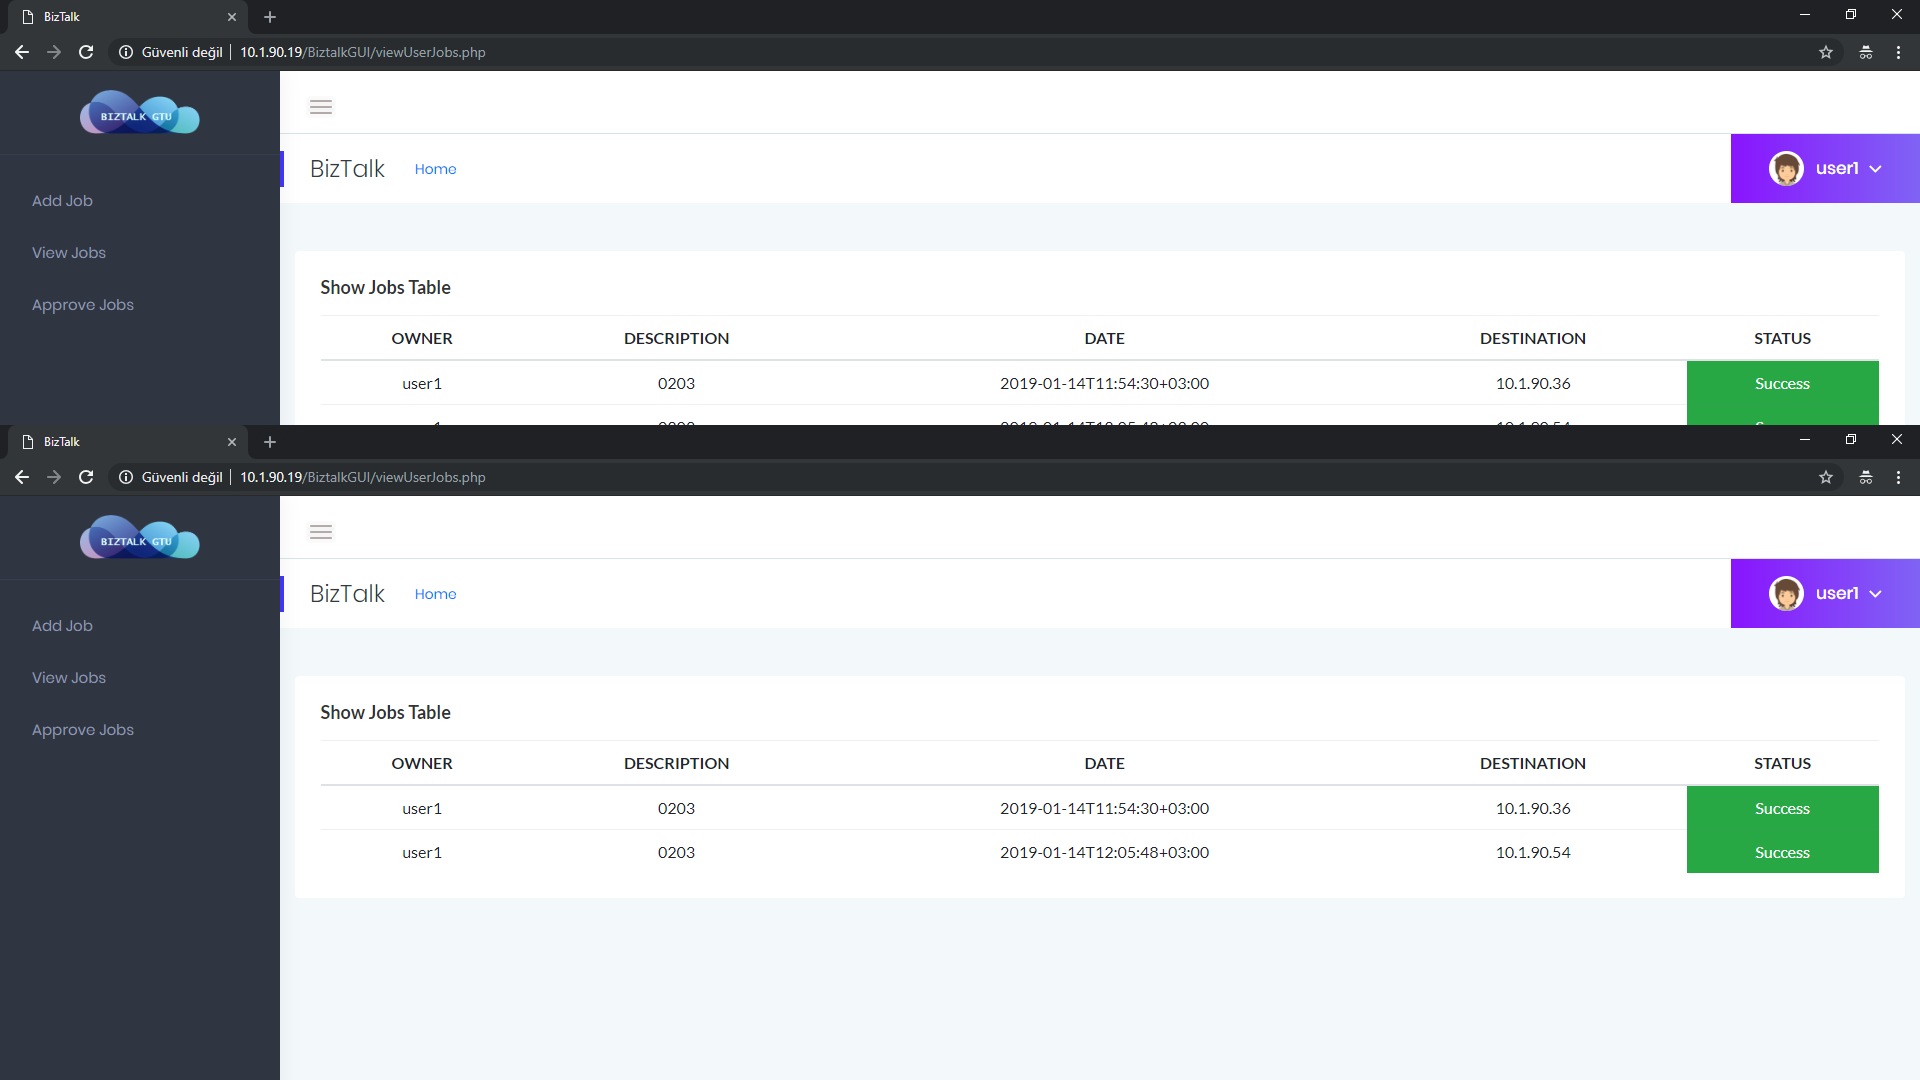 BizTalk
Güvenli değil | 10.1.90.19/BiztalkGUI/viewUserJobs.php
BIZTALK GTU
BizTalk Home user1
Add Job
View Jobs
Approve Jobs
Show Jobs Table
OWNER DESCRIPTION DATE DESTINATION STATUS
user1 0203 2019-01-14T11:54:30+03:00 10.1.90.36 Success
BizTalk
Güvenli değil | 10.1.90.19/BiztalkGUI/viewUserJobs.php
BIZTALK GTU
BizTalk Home user1
Add Job
View Jobs
Approve Jobs
Show Jobs Table
OWNER DESCRIPTION DATE DESTINATION STATUS
user1 0203 2019-01-14T11:54:30+03:00 10.1.90.36 Success
user1 0203 2019-01-14T12:05:48+03:00 10.1.90.54 Success